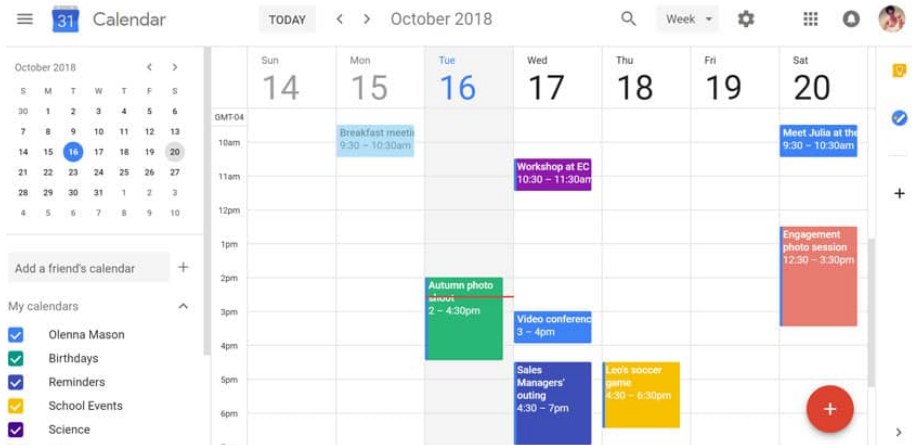 31 Calendar TODAY October 2018 Week
October 2018
S M T W T F S
30 1 2 3 4 5 6
7 8 9 10 11 12 13
14 15 16 17 18 19 20
21 22 23 24 25 26 27
28 29 30 31 1 2 3
4 5 6 7 8 9 10
Add a friend's calendar
My calendars
Olenna Mason
Birthdays
Reminders
School Events
Science
Sun Mon Tue Wed Thu Fri Sat
14 15 16 17 18 19 20
GMT-04
10am
11am
12pm
1pm
2pm
3pm
4pm
5pm
6pm
Breakfast meeti
9:30 – 10:30am
Autumn photo
shoot
2 – 4:30pm
Workshop at EC
10:30 – 11:30am
Video conferenc
3 – 4pm
Sales
Managers'
outing
4:30 – 7pm
Leo's soccer
game
4:30 – 6:30pm
Meet Julia at the
9:30 – 10:30am
Engagement
photo session
12:30 – 3:30pm